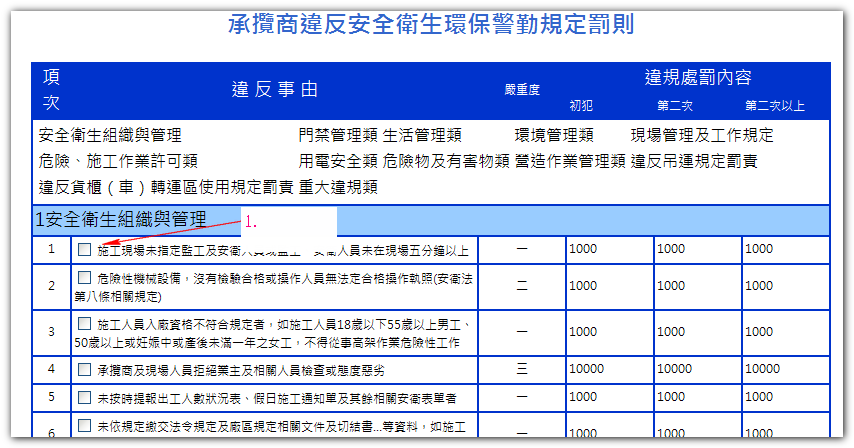 承攬商違反安全衛生環保警勤規定罰則
項次 違反事由 嚴重度 違規處罰內容
初犯 第二次 第二次以上
安全衛生組織與管理 門禁管理類 生活管理類 環境管理類 現場管理及工作規定
危險、施工作業許可類 用電安全類 危險物及有害物類 營造作業管理類 違反吊運規定罰責
違反貨櫃（車）轉運區使用規定罰責 重大違規類
1安全衛生組織與管理 1.
1 施工現場未指定監工及安衛人員或監工、安衛人員未在現場五分鐘以上 一 1000 1000 1000
2 危險性機械設備，沒有檢驗合格或操作人員無法定合格操作執照(安衛法
第八條相關規定) 二 1000 1000 1000
3 施工人員入廠資格不符合規定者，如施工人員18歲以下55歲以上男工、
50歲以上或妊娠中或產後未滿一年之女工，不得從事高架作業危險性工作 一 1000 1000 1000
4 承攬商及現場人員拒絕業主及相關人員檢查或態度惡劣 三 10000 10000 10000
5 未按時提報出工人數狀況表、假日施工通知單及其餘相關安衛表單者 一 1000 1000 1000
6 未依規定繳交法令規定及廠區規定相關文件及切結書...等資料，如施工 一 1000 1000 1000